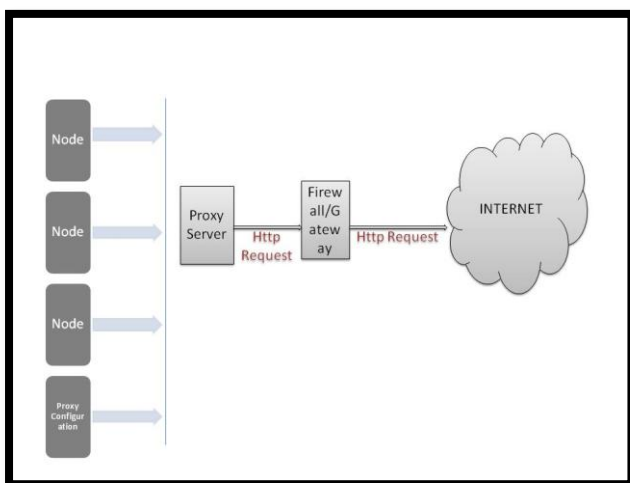 Node
Node
Node
Proxy
Configur
ation
Proxy
Server
Http
Request
Firew
all/G
atew
ay
Http Request
INTERNET